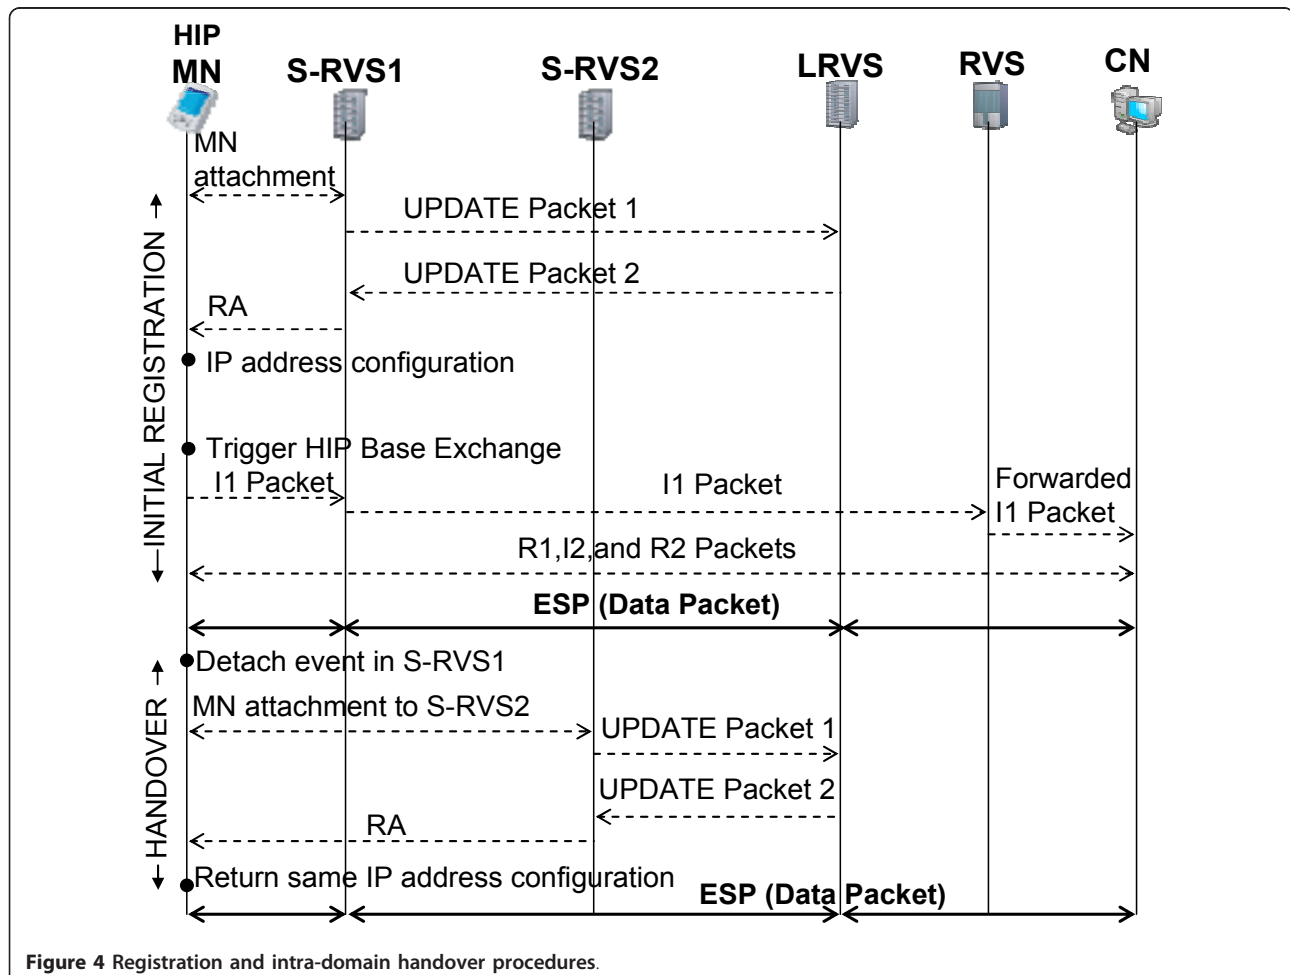 HIP
MN
S-RVS1
S-RVS2
LRVS
RVS
CN
MN
attachment
UPDATE Packet 1
UPDATE Packet 2
RA
IP address configuration
Trigger HIP Base Exchange
I1 Packet
I1 Packet
Forwarded
I1 Packet
R1,I2,and R2 Packets
INITIAL REGISTRATION
ESP (Data Packet)
Detach event in S-RVS1
MN attachment to S-RVS2
UPDATE Packet 1
UPDATE Packet 2
RA
HANDOVER
Return same IP address configuration
ESP (Data Packet)
Figure 4 Registration and intra-domain handover procedures.